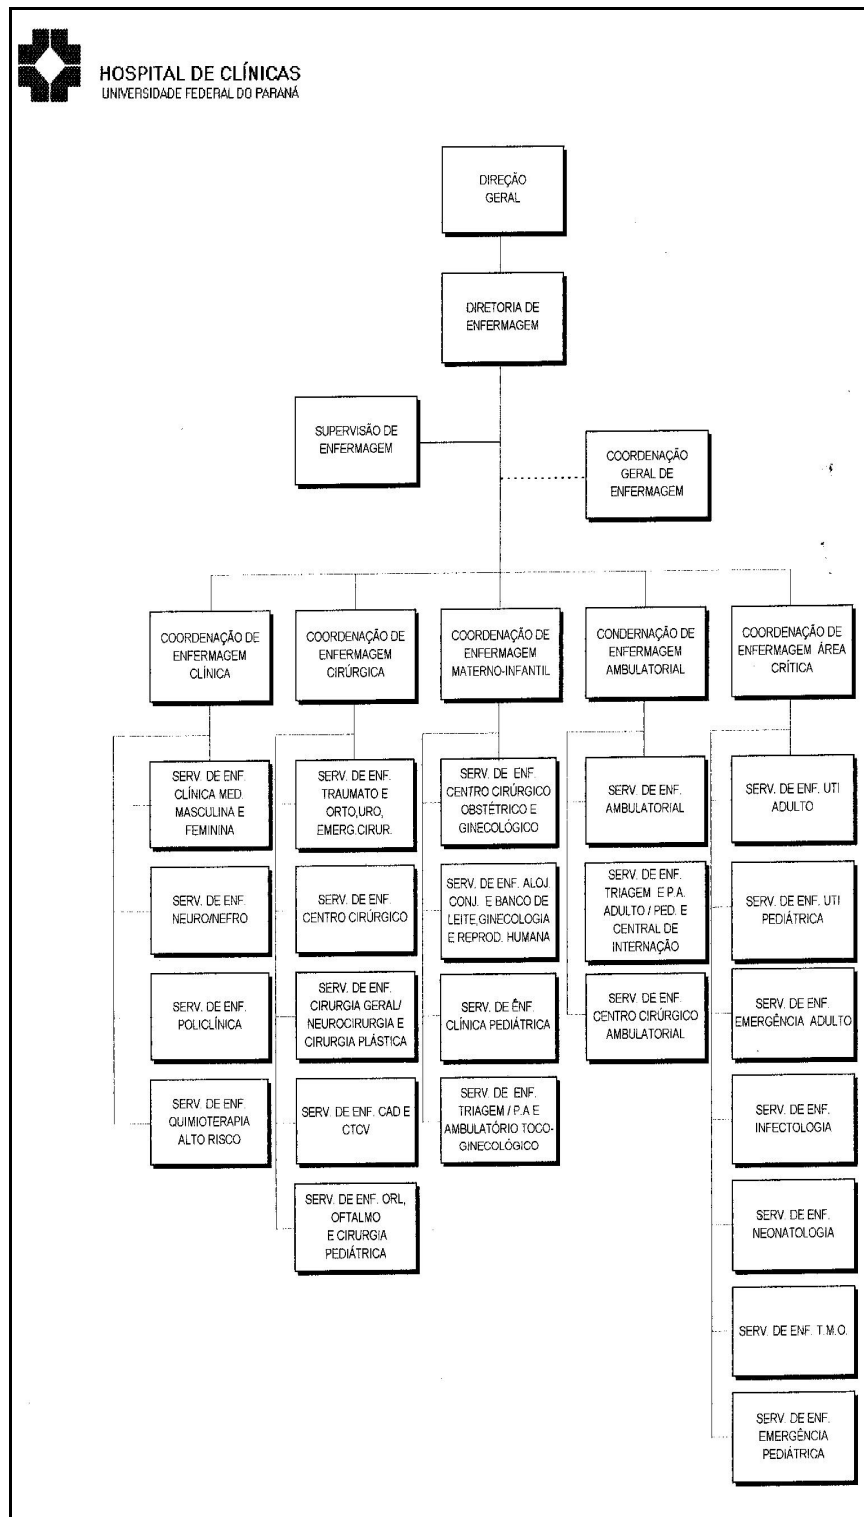 HOSPITAL DE CLÍNICAS
UNIVERSIDADE FEDERAL DO PARANÁ
DIREÇÃO
GERAL
DIRETORIA DE
ENFERMAGEM
SUPERVISÃO DE
ENFERMAGEM
COORDENAÇÃO
GERAL DE
ENFERMAGEM
COORDENAÇÃO DE
ENFERMAGEM
CLÍNICA
COORDENAÇÃO DE
ENFERMAGEM
CIRÚRGICA
COORDENAÇÃO DE
ENFERMAGEM
MATERNO-INFANTIL
CONDERNAÇÃO DE
ENFERMAGEM
AMBULATORIAL
COORDENAÇÃO DE
ENFERMAGEM ÁREA
CRÍTICA
SERV. DE ENF.
CLÍNICA MED.
MASCULINA E
FEMININA
SERV. DE ENF.
NEURO/NEFRO
SERV. DE ENF.
POLICLÍNICA
SERV. DE ENF.
QUIMIOTERAPIA
ALTO RISCO
SERV. DE ENF.
TRAUMATO E
ORTO,URO,
EMERG.CIRUR.
SERV. DE ENF.
CENTRO CIRÚRGICO
SERV. DE ENF.
CIRURGIA GERAL/
NEUROCIRURGIA E
CIRURGIA PLÁSTICA
SERV. DE ENF. CAD E
CTCV
SERV. DE ENF. ORL,
OFTALMO
E CIRURGIA
PEDIÁTRICA
SERV. DE ENF.
CENTRO CIRÚRGICO
OBSTÉTRICO E
GINECOLÓGICO
SERV. DE ENF. ALOJ.
CONJ. E BANCO DE
LEITE,GINECOLOGIA
E REPROD. HUMANA
SERV. DE ENF.
CLÍNICA PEDIÁTRICA
SERV. DE ENF.
TRIAGEM / P.A E
AMBULATÓRIO TOCO-
GINECOLÓGICO
SERV. DE ENF.
AMBULATORIAL
SERV. DE ENF.
TRIAGEM E P.A.
ADULTO / PED. E
CENTRAL DE
INTERNAÇÃO
SERV. DE ENF.
CENTRO CIRÚRGICO
AMBULATORIAL
SERV. DE ENF. UTI
ADULTO
SERV. DE ENF. UTI
PEDIÁTRICA
SERV. DE ENF.
EMERGÊNCIA ADULTO
SERV. DE ENF.
INFECTOLOGIA
SERV. DE ENF.
NEONATOLOGIA
SERV. DE ENF. T.M.O.
SERV. DE ENF.
EMERGÊNCIA
PEDIÁTRICA